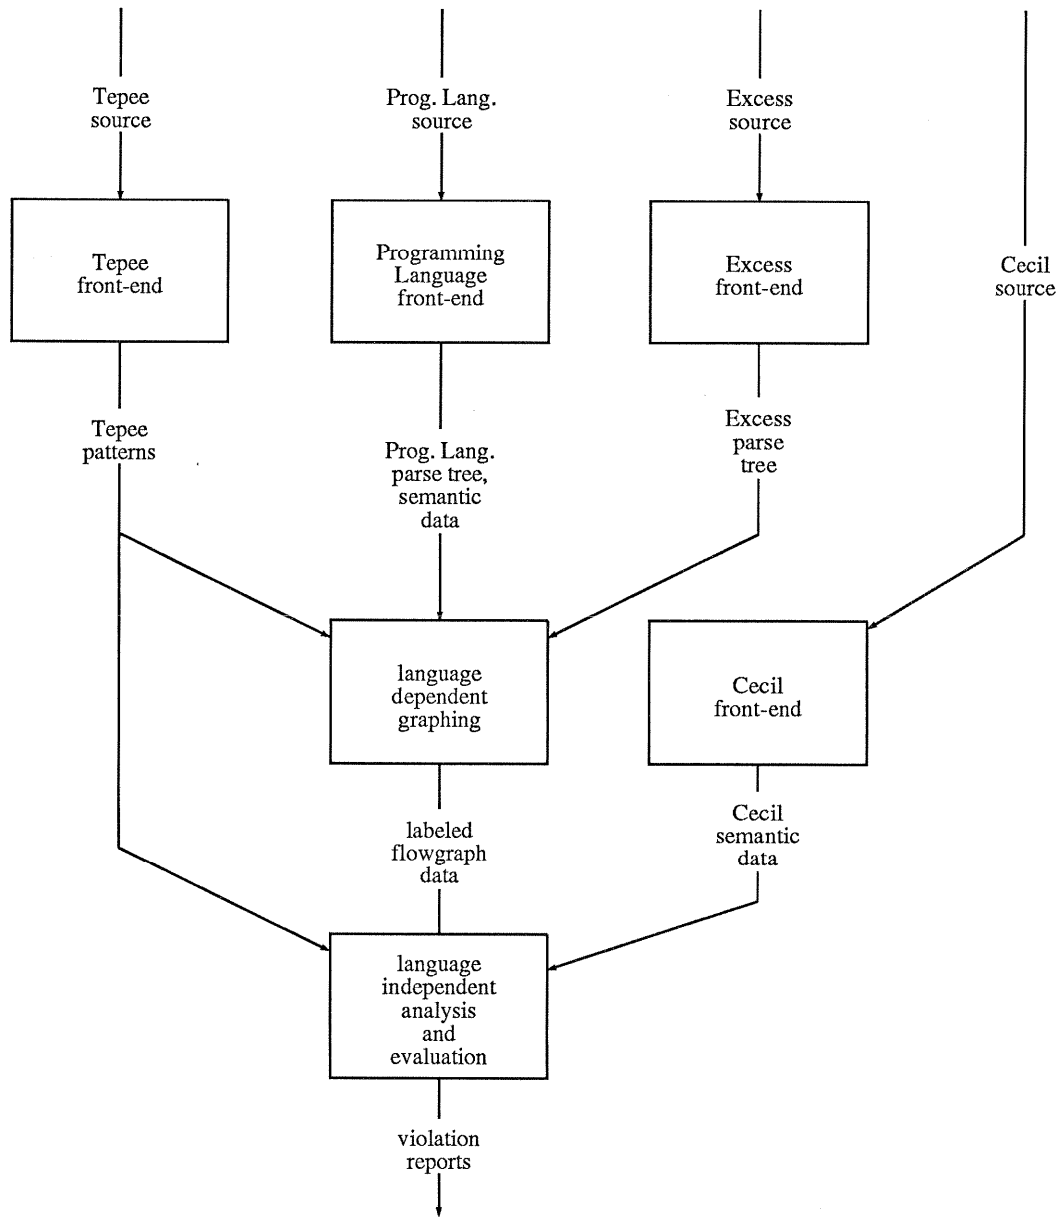 Tepee
source
Prog. Lang.
source
Excess
source
Tepee
front-end
Programming
Language
front-end
Excess
front-end
Cecil
source
Tepee
patterns
Prog. Lang.
parse tree,
semantic
data
Excess
parse
tree
language
dependent
graphing
Cecil
front-end
labeled
flowgraph
data
Cecil
semantic
data
language
independent
analysis
and
evaluation
violation
reports